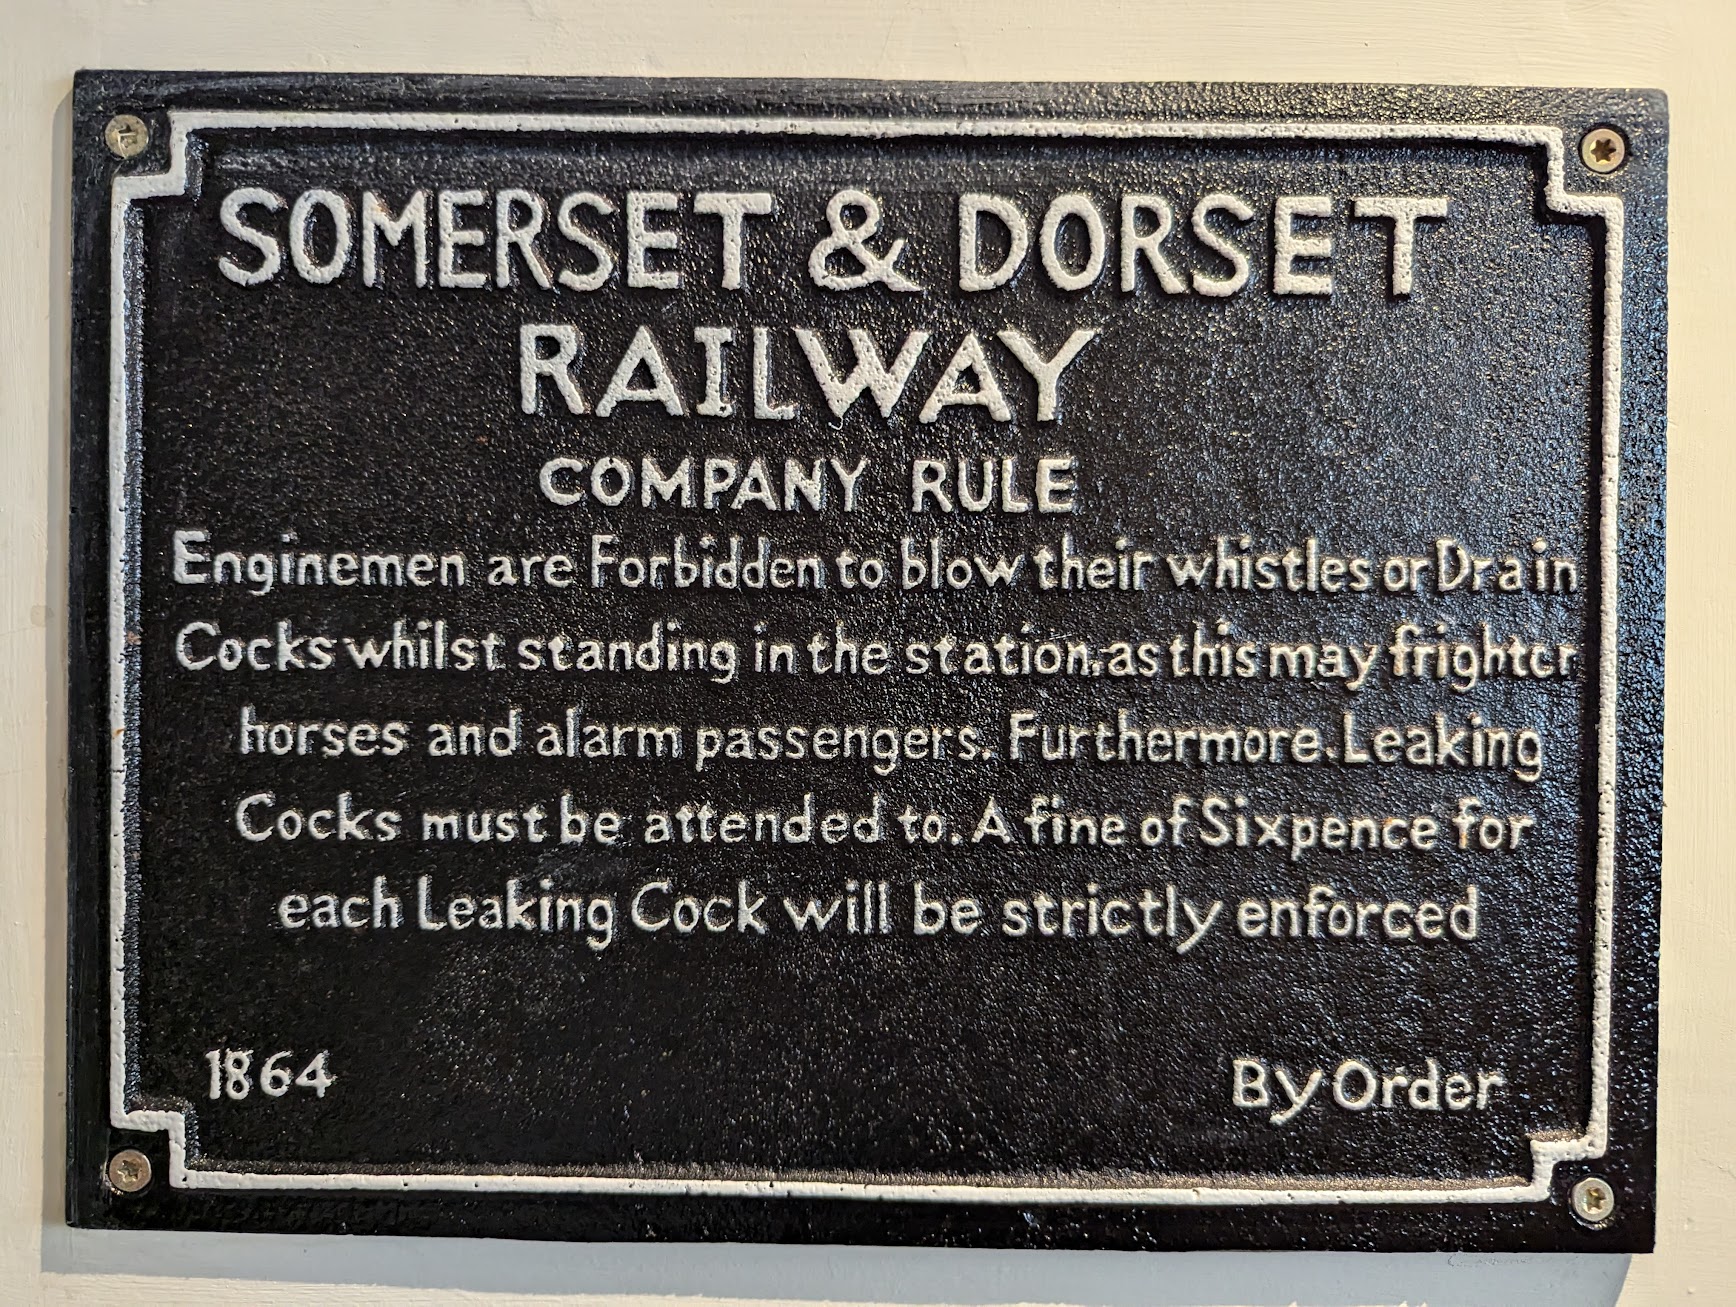 SOMERSET & DORSET
RAILWAY
COMPANY RULE
Enginemen are Forbidden to blow their whistles or Drain
Cocks whilst standing in the station, as this may frighten
horses and alarm passengers. Furthermore. Leaking
Cocks must be attended to. A fine of Sixpence for
each Leaking Cock will be strictly enforced
1864
By Order